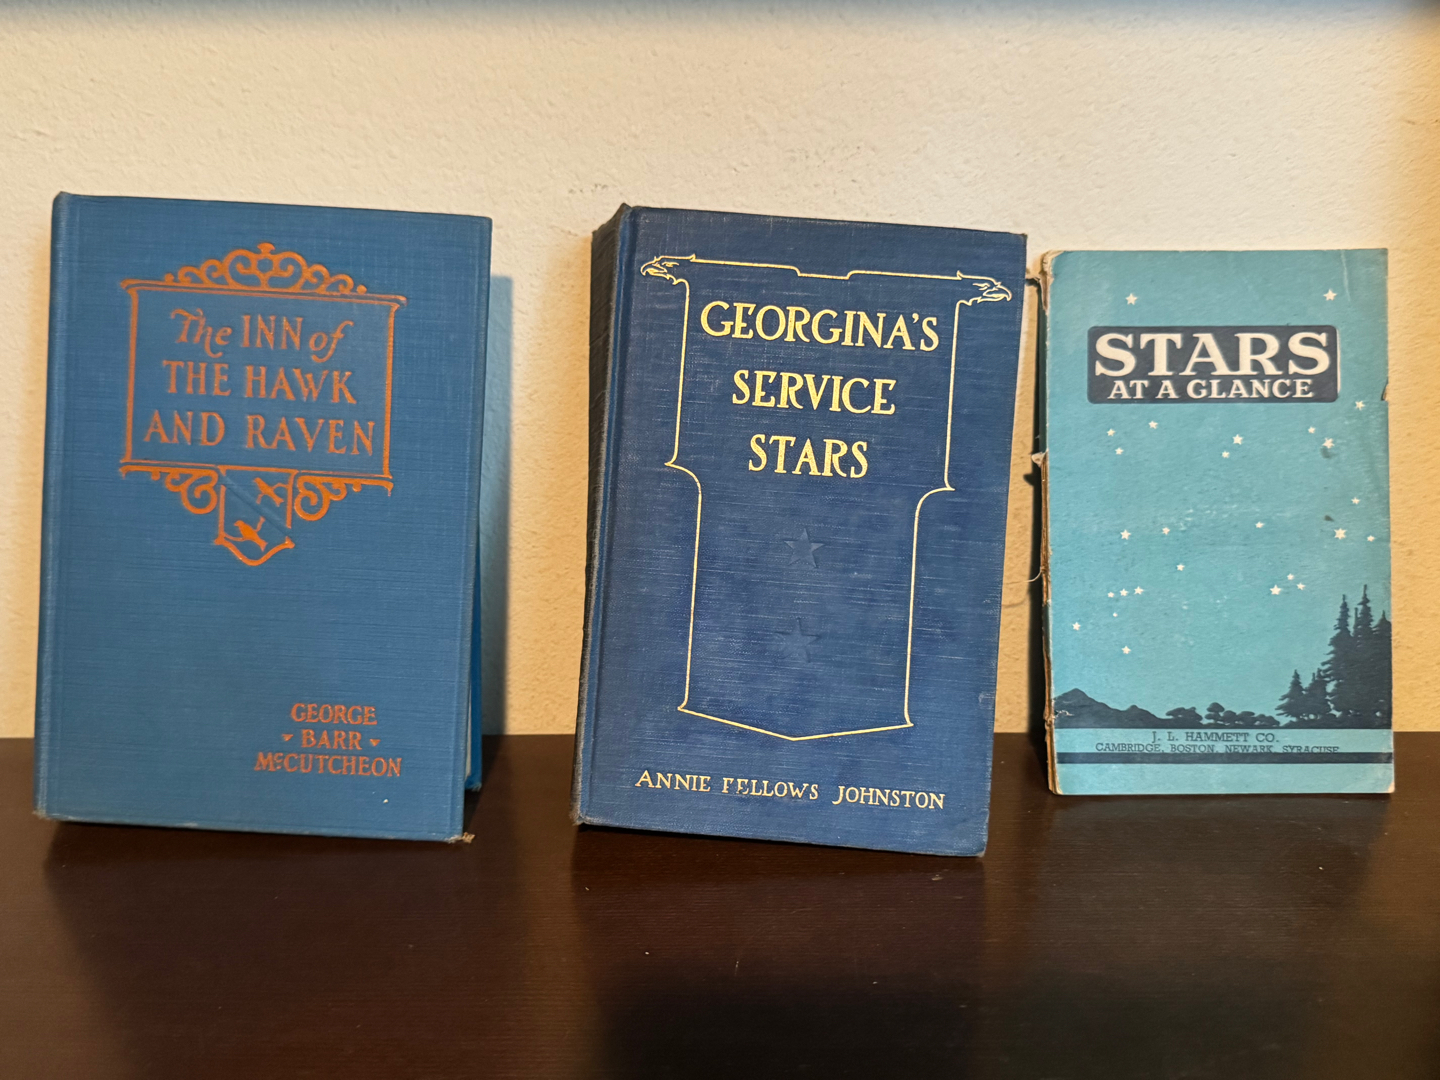 The INN of
THE HAWK
AND RAVEN
GEORGE
BARR
McCUTCHEON
GEORGINA'S
SERVICE
STARS
ANNIE FELLOWS JOHNSTON
STARS
AT A GLANCE
J. L. HAMMETT CO.
CAMBRIDGE, BOSTON, NEWARK, SYRACUSE